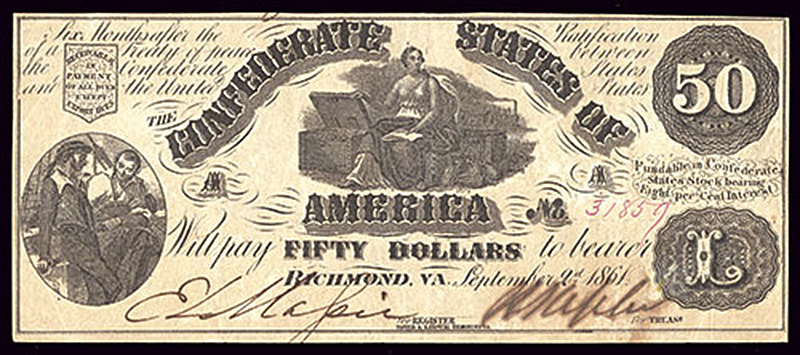 Six Months after the Ratification
of a Treaty of peace between
the Confederate States
and the United States
RECEIVABLE
IN
PAYMENT
OF ALL DUES
EXCEPT
EXPORT DUES
THE CONFEDERATE STATES OF
AMERICA
50
A A
No. 31859
Fundable in Confederate
States Stock bearing
Eight per Cent Interest
Will pay FIFTY DOLLARS to bearer
L
RICHMOND, VA. September 2d 1861.
For REGISTER
For TREASR